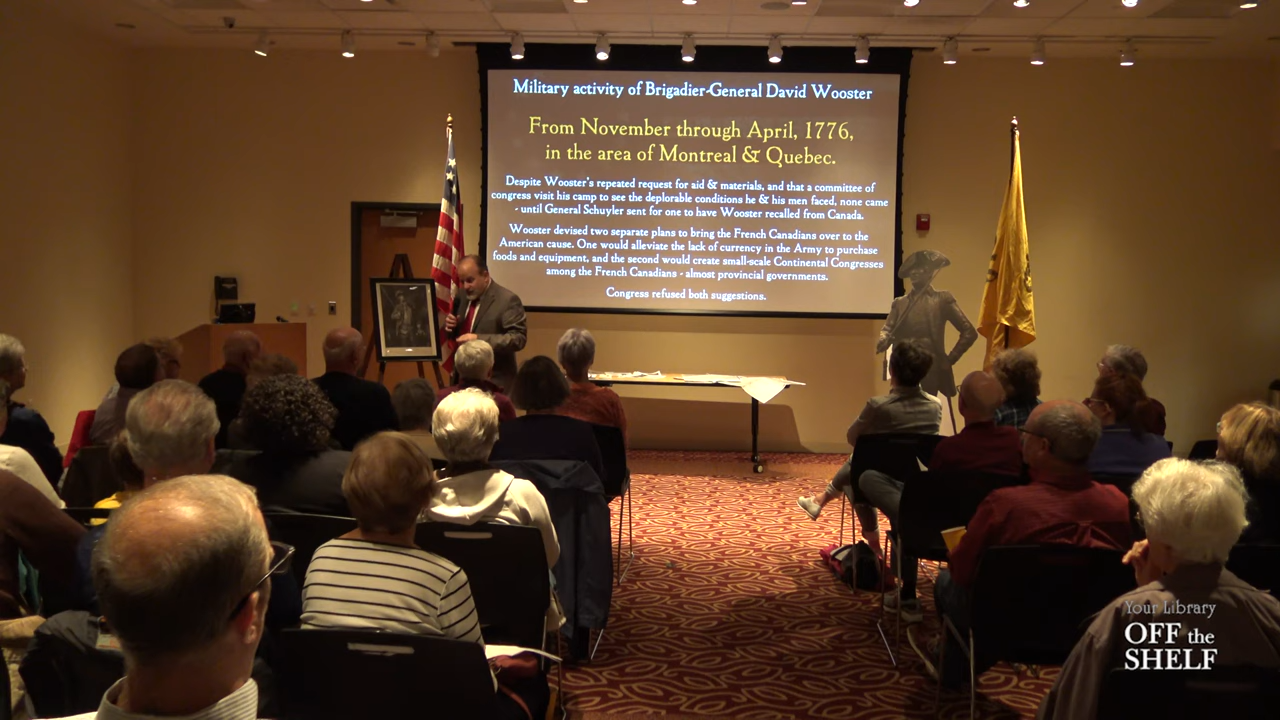 Military activity of Brigadier-General David Wooster
From November through April, 1776,
in the area of Montreal & Quebec.
Despite Wooster's repeated request for aid & materials, and that a committee of
congress visit his camp to see the deplorable conditions he & his men faced, none came
- until General Schuyler sent for one to have Wooster recalled from Canada.
Wooster devised two separate plans to bring the French Canadians over to the
American cause. One would alleviate the lack of currency in the Army to purchase
foods and equipment, and the second would create small-scale Continental Congresses
among the French Canadians - almost provincial governments.
Congress refused both suggestions.
Your Library
OFF the
SHELF